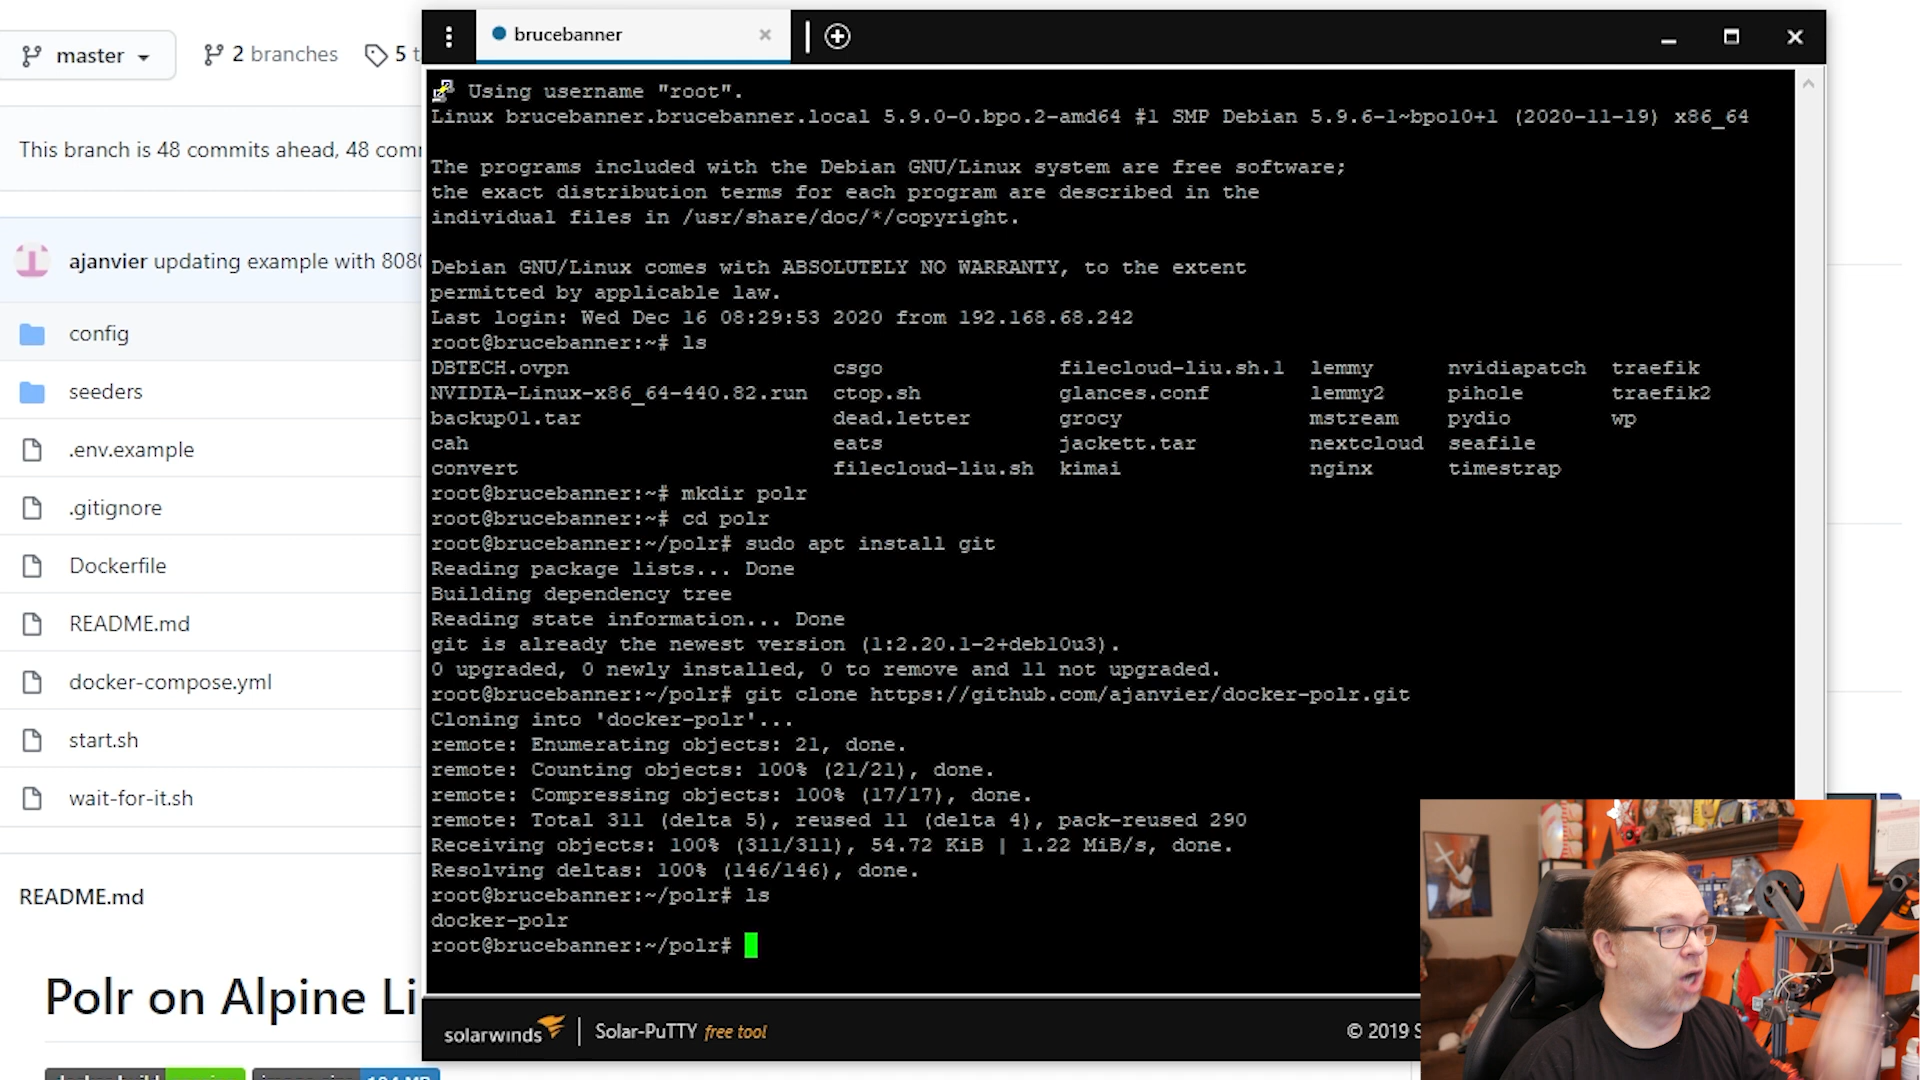 master
2 branches
5 t
This branch is 48 commits ahead, 48 com
ajanvier updating example with 808
config
seeders
.env.example
.gitignore
Dockerfile
README.md
docker-compose.yml
start.sh
wait-for-it.sh
README.md
Polr on Alpine Li
brucebanner
Using username "root".
Linux brucebanner.brucebanner.local 5.9.0-0.bpo.2-amd64 #1 SMP Debian 5.9.6-1~bpo10+1 (2020-11-19) x86_64
The programs included with the Debian GNU/Linux system are free software;
the exact distribution terms for each program are described in the
individual files in /usr/share/doc/*/copyright.
Debian GNU/Linux comes with ABSOLUTELY NO WARRANTY, to the extent
permitted by applicable law.
Last login: Wed Dec 16 08:29:53 2020 from 192.168.68.242
root@brucebanner:~# ls
DBTECH.ovpn csgo filecloud-liu.sh.1 lemmy nvidiapatch traefik
NVIDIA-Linux-x86_64-440.82.run ctop.sh glances.conf lemmy2 pihole traefik2
backup01.tar dead.letter grocy mstream pydio wp
cah eats jackett.tar nextcloud seafile
convert filecloud-liu.sh kimai nginx timestrap
root@brucebanner:~# mkdir polr
root@brucebanner:~# cd polr
root@brucebanner:~/polr# sudo apt install git
Reading package lists... Done
Building dependency tree
Reading state information... Done
git is already the newest version (1:2.20.1-2+deb10u3).
0 upgraded, 0 newly installed, 0 to remove and 11 not upgraded.
root@brucebanner:~/polr# git clone https://github.com/ajanvier/docker-polr.git
Cloning into 'docker-polr'...
remote: Enumerating objects: 21, done.
remote: Counting objects: 100% (21/21), done.
remote: Compressing objects: 100% (17/17), done.
remote: Total 311 (delta 5), reused 11 (delta 4), pack-reused 290
Receiving objects: 100% (311/311), 54.72 KiB | 1.22 MiB/s, done.
Resolving deltas: 100% (146/146), done.
root@brucebanner:~/polr# ls
docker-polr
root@brucebanner:~/polr#
solarwinds | Solar-PuTTY free tool
© 2019 S